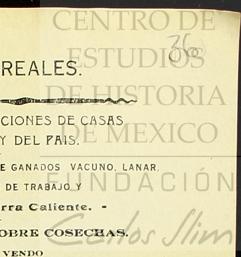 CENTRO DE
ESTUDIOS
36
REALES.
DE HISTORIA
CIONES DE CASAS
Y DEL PAIS.
DE MEXICO
E GANADOS VACUNO, LANAR,
DE TRABAJO Y
FUNDACIÓN
rra Caliente. -
Carlos Slim
OBRE COSECHAS.
VENDO